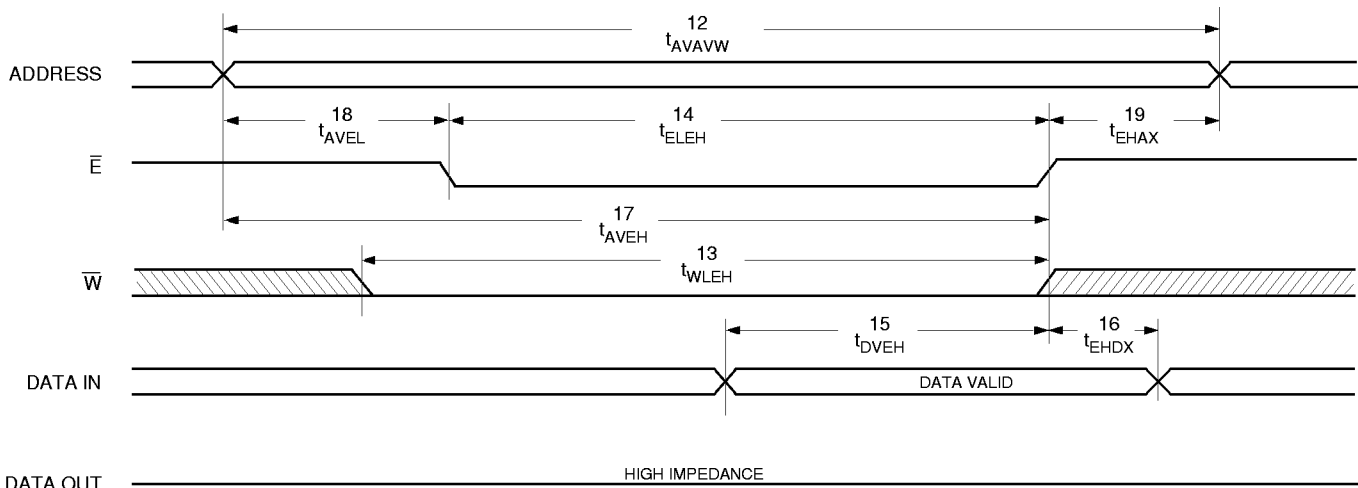 12
tAVAVW
ADDRESS
18
tAVEL
14
tELEH
19
tEHAX
E̅
17
tAVEH
13
tWLEH
W̅
15
tDVEH
16
tEHDX
DATA IN
DATA VALID
HIGH IMPEDANCE
DATA OUT